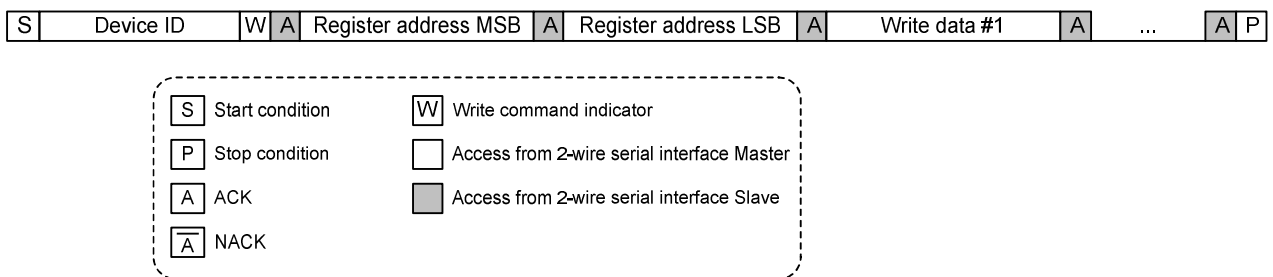 S Device ID W A Register address MSB A Register address LSB A Write data #1 A ... A P
S Start condition W Write command indicator
P Stop condition Access from 2-wire serial interface Master
A ACK Access from 2-wire serial interface Slave
A NACK